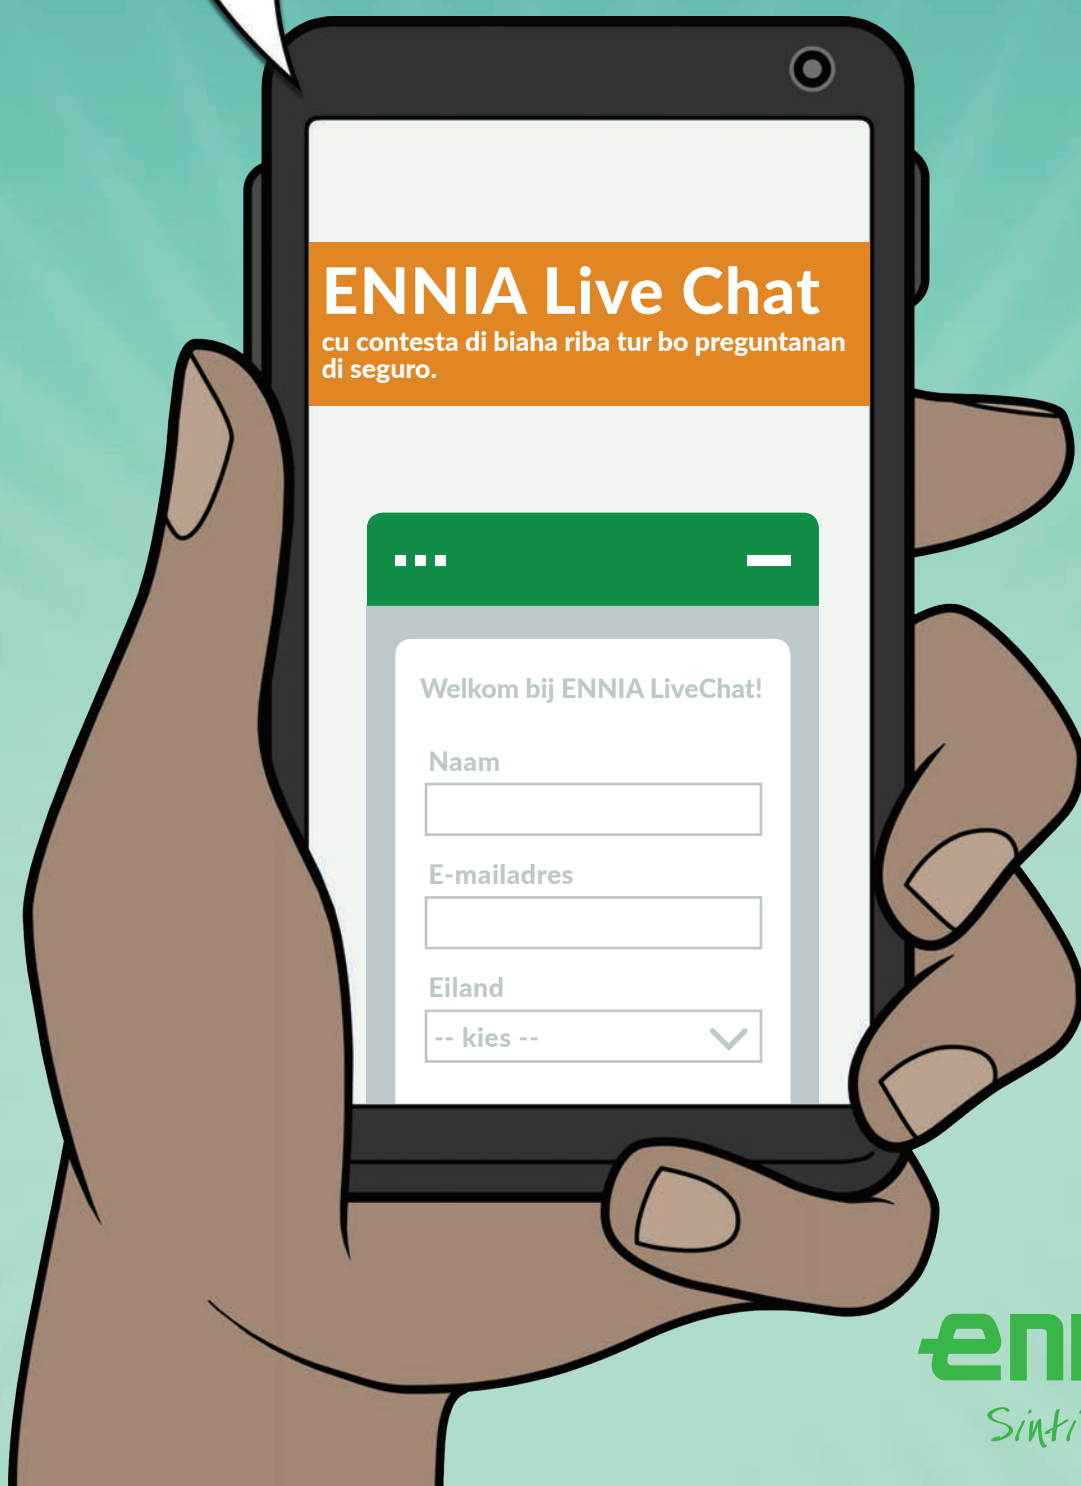 ENNIA Live Chat
cu contesta di biaha riba tur bo preguntanan
di seguro.
Welkom bij ENNIA LiveChat!
Naam
E-mailadres
Eiland
-- kies --